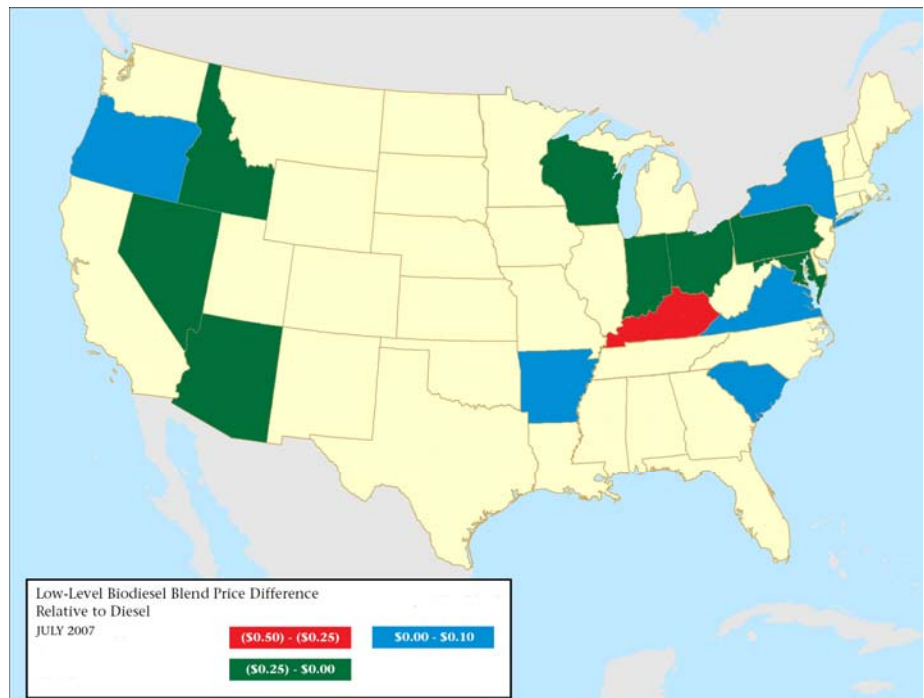 Low-Level Biodiesel Blend Price Difference
Relative to Diesel
JULY 2007
($0.50) - ($0.25)
$0.00 - $0.10
($0.25) - $0.00